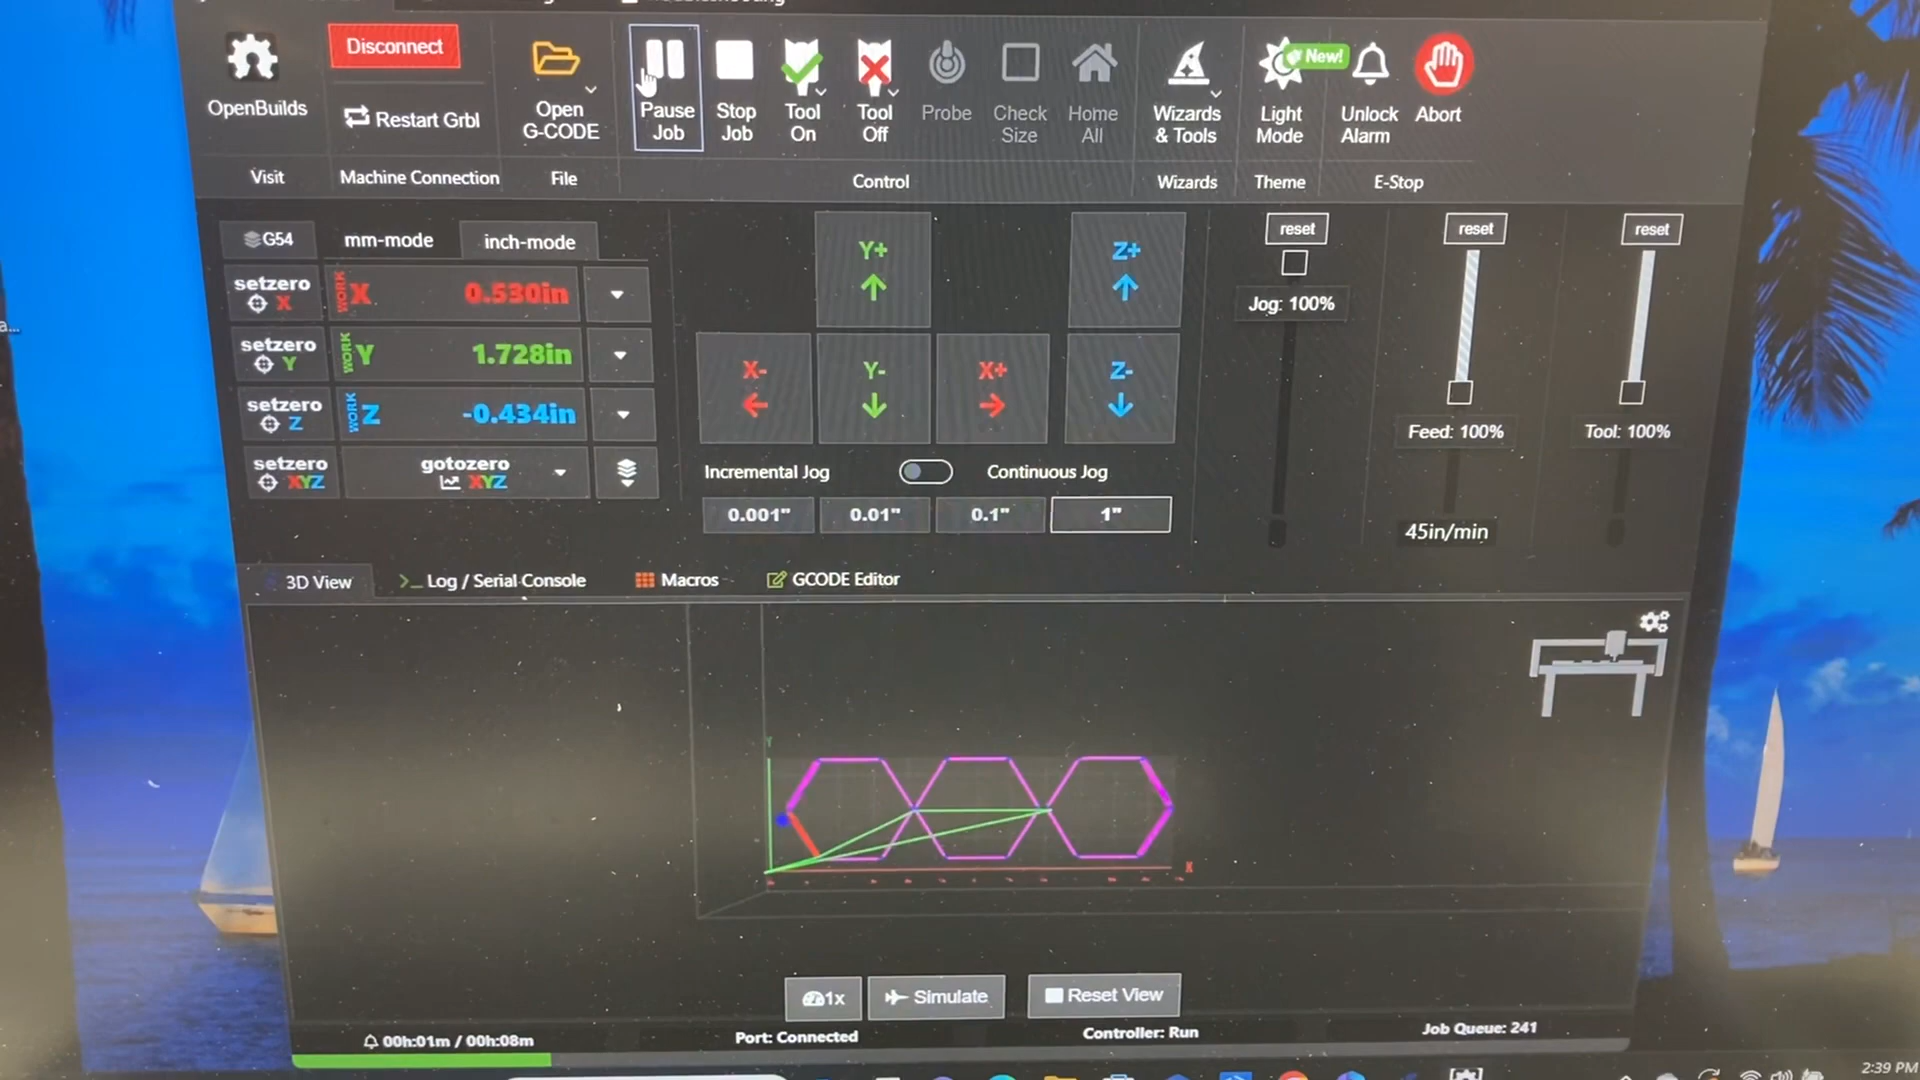 Disconnect
OpenBuilds
Restart Grbl
Open
G-CODE
Pause
Job
Stop
Job
Tool
On
Tool
Off
Probe
Check
Size
Home
All
Wizards
& Tools
New!
Light
Mode
Unlock
Alarm
Abort
Visit
Machine Connection
File
Control
Wizards
Theme
E-Stop
G54
mm-mode
inch-mode
setzero
X
WORK
X
0.530in
setzero
Y
WORK
Y
1.728in
setzero
Z
WORK
Z
-0.434in
setzero
XYZ
gotozero
XYZ
Y+
Z+
X-
Y-
X+
Z-
Incremental Jog
Continuous Jog
0.001"
0.01"
0.1"
1"
reset
Jog: 100%
reset
Feed: 100%
45in/min
reset
Tool: 100%
3D View
>_ Log / Serial Console
Macros
GCODE Editor
Y
X
1x
Simulate
Reset View
00h:01m / 00h:08m
Port: Connected
Controller: Run
Job Queue: 241
2:39 PM